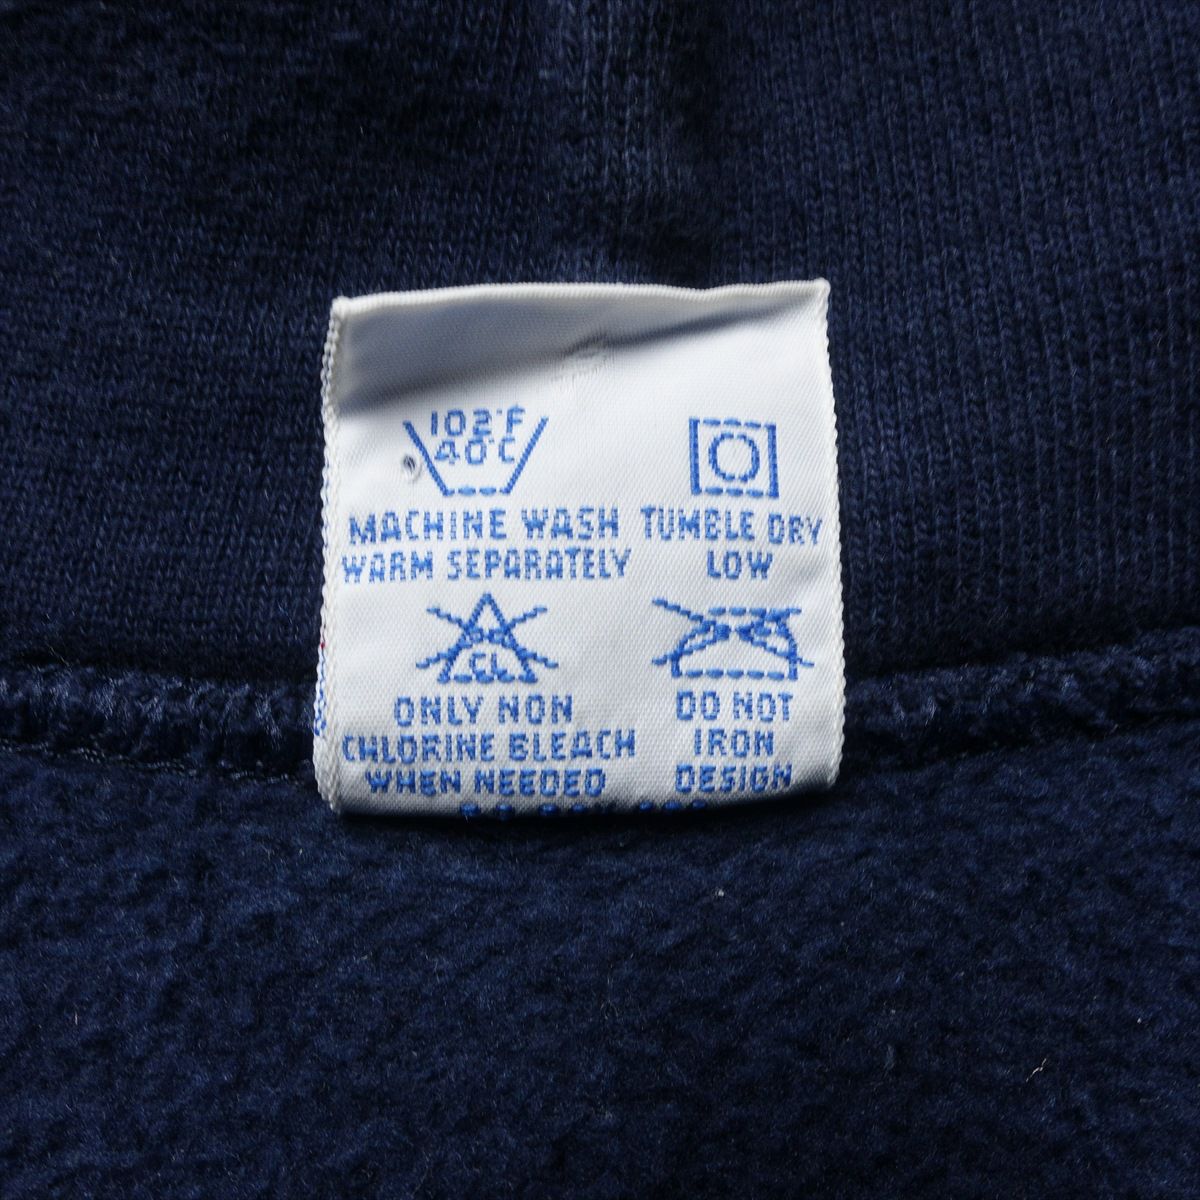 102°F
40°C
MACHINE WASH
WARM SEPARATELY
TUMBLE DRY
LOW
CL
ONLY NON
CHLORINE BLEACH
WHEN NEEDED
DO NOT
IRON
DESIGN